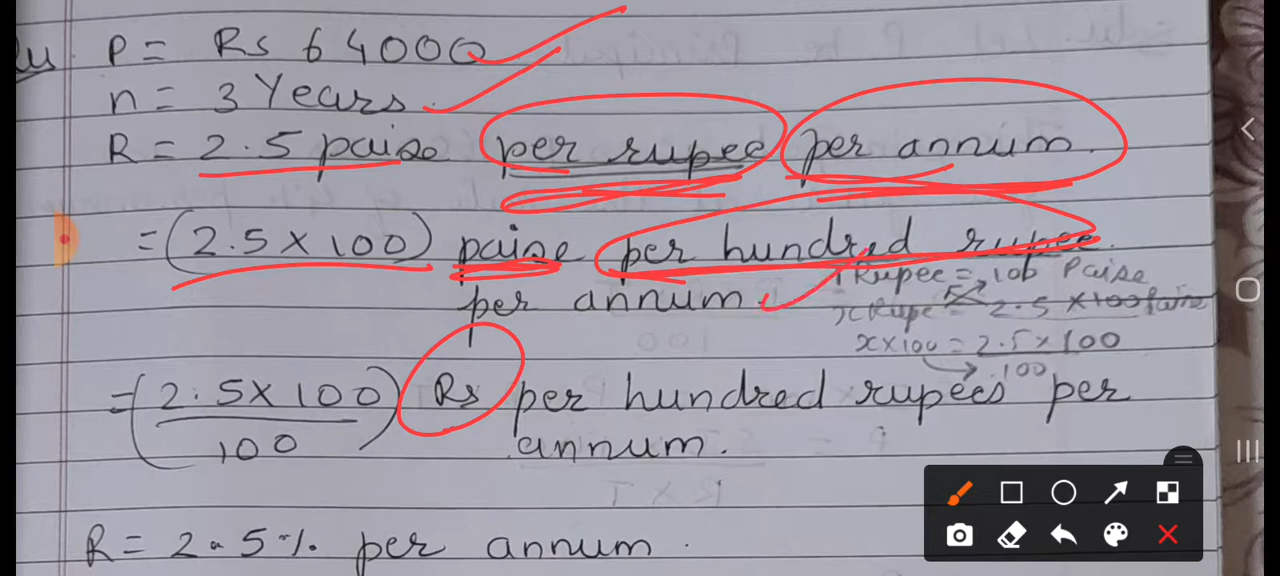 P = Rs 64000
n = 3 Years
R = 2.5 paise per rupee per annum.
= (2.5 × 100) paise per hundred rupee.
per annum.
1 Rupee = 100 Paise
x Rupe = 2.5 × 100 Paise
x × 100 = 2.5 × 100
100
= (2.5 × 100 / 100) Rs per hundred rupees per
annum.
R = 2.5 % per annum.